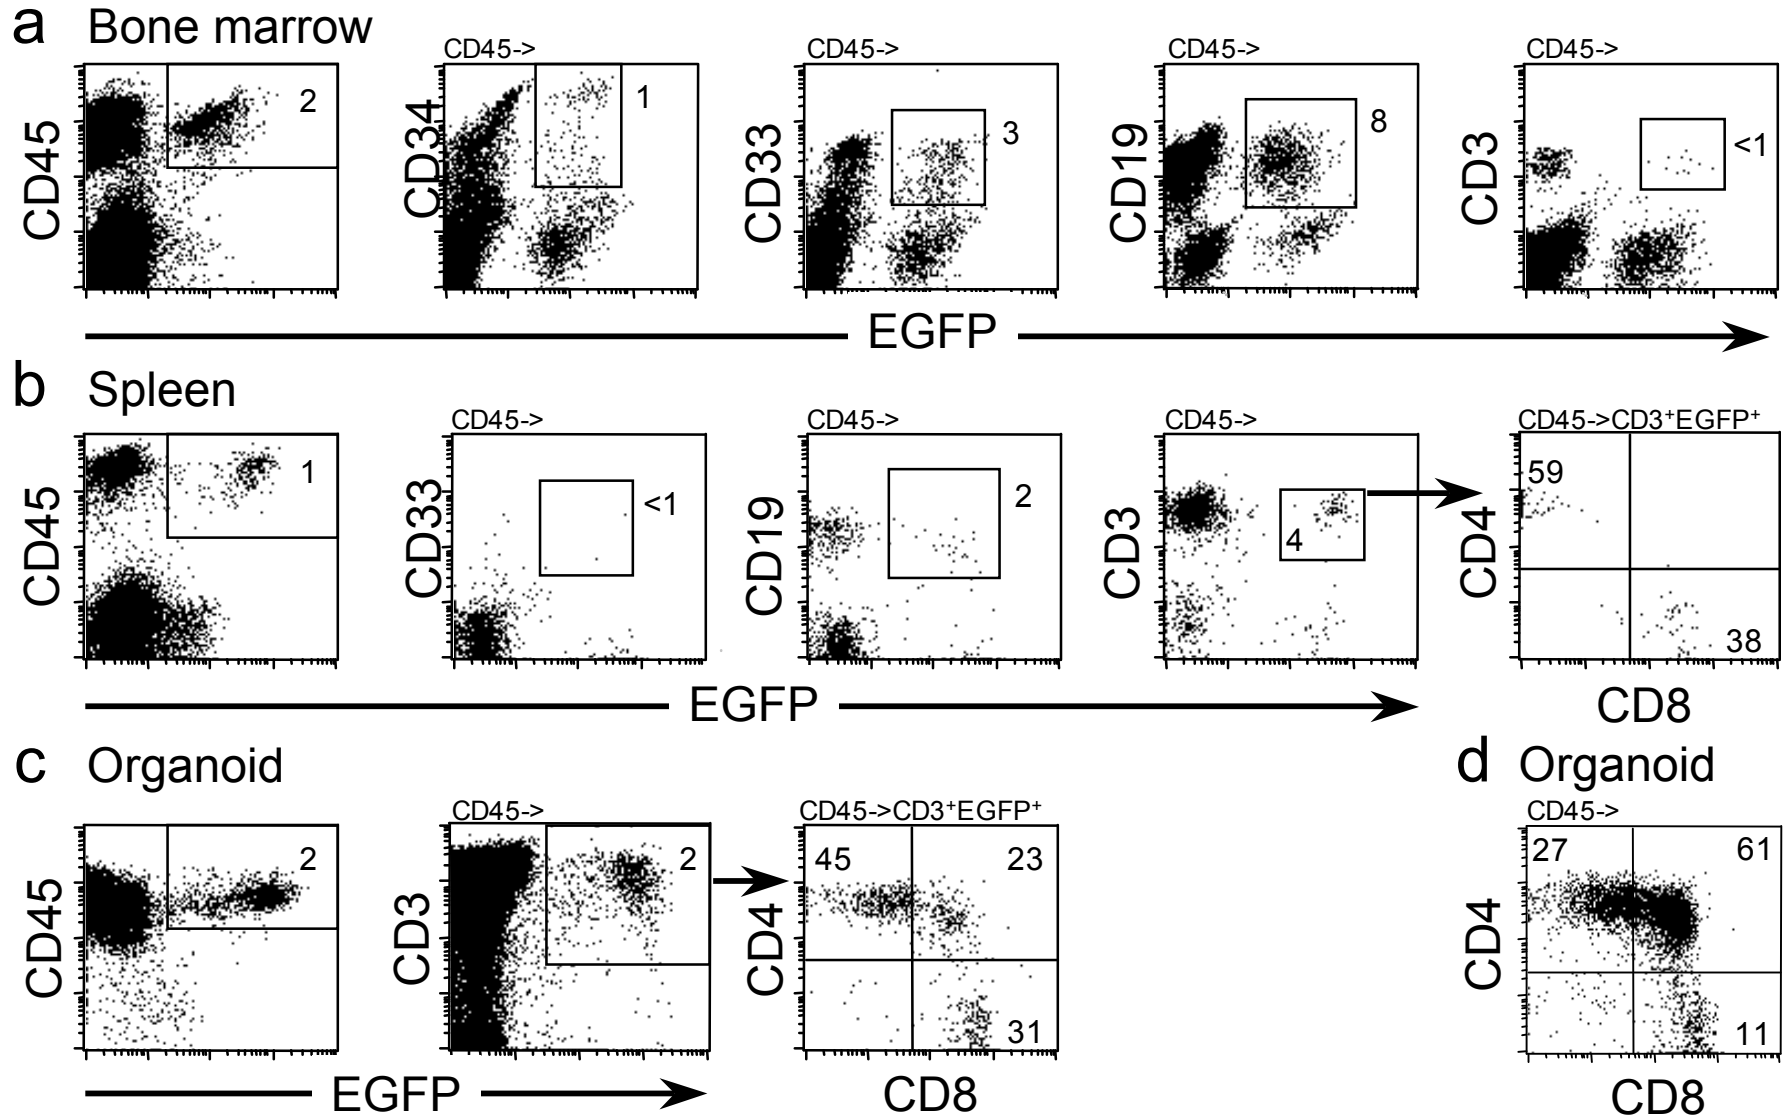 a Bone marrow
CD45-> CD45-> CD45-> CD45->
CD45 2
CD34 1
CD33 3
CD19 8
CD3 <1
EGFP
b Spleen
CD45-> CD45-> CD45-> CD45->CD3⁺EGFP⁺
CD45 1
CD33 <1
CD19 2
CD3 4
CD4 59
38
EGFP
CD8
c Organoid
CD45-> CD45->CD3⁺EGFP⁺
CD45 2
CD3 2
CD4 45 23
31
EGFP
CD8
d Organoid
CD45->
27 61
CD4
11
CD8